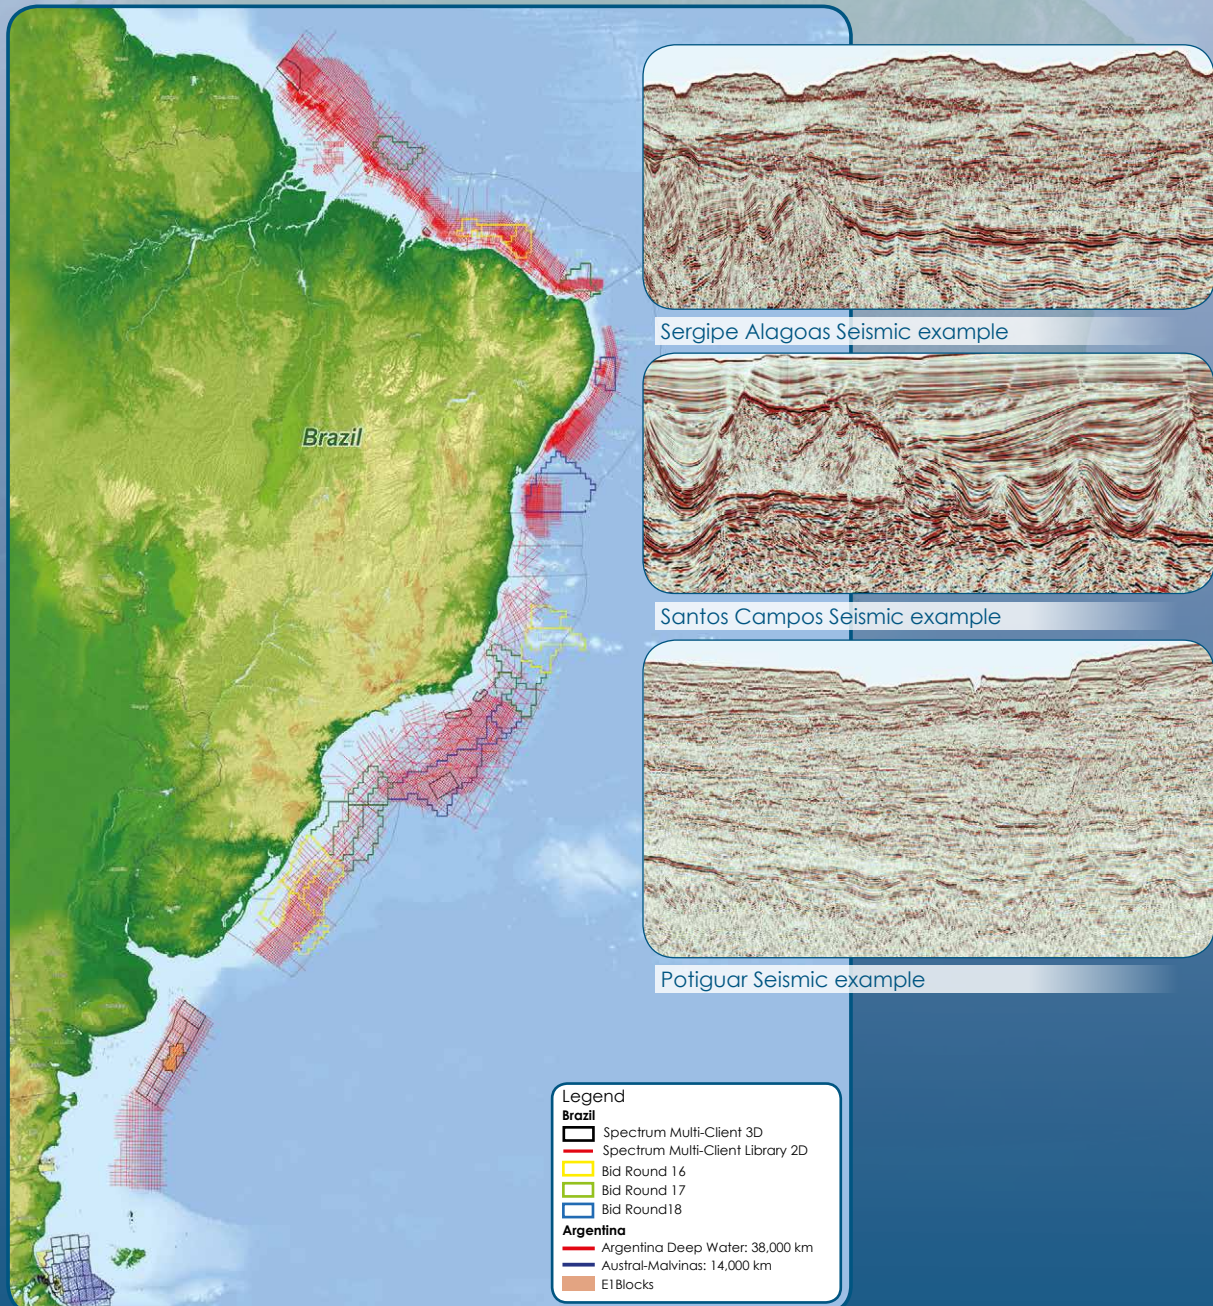 Brazil
Sergipe Alagoas Seismic example
Santos Campos Seismic example
Potiguar Seismic example
Legend
Brazil
Spectrum Multi-Client 3D
Spectrum Multi-Client Library 2D
Bid Round 16
Bid Round 17
Bid Round18
Argentina
Argentina Deep Water: 38,000 km
Austral-Malvinas: 14,000 km
E1Blocks